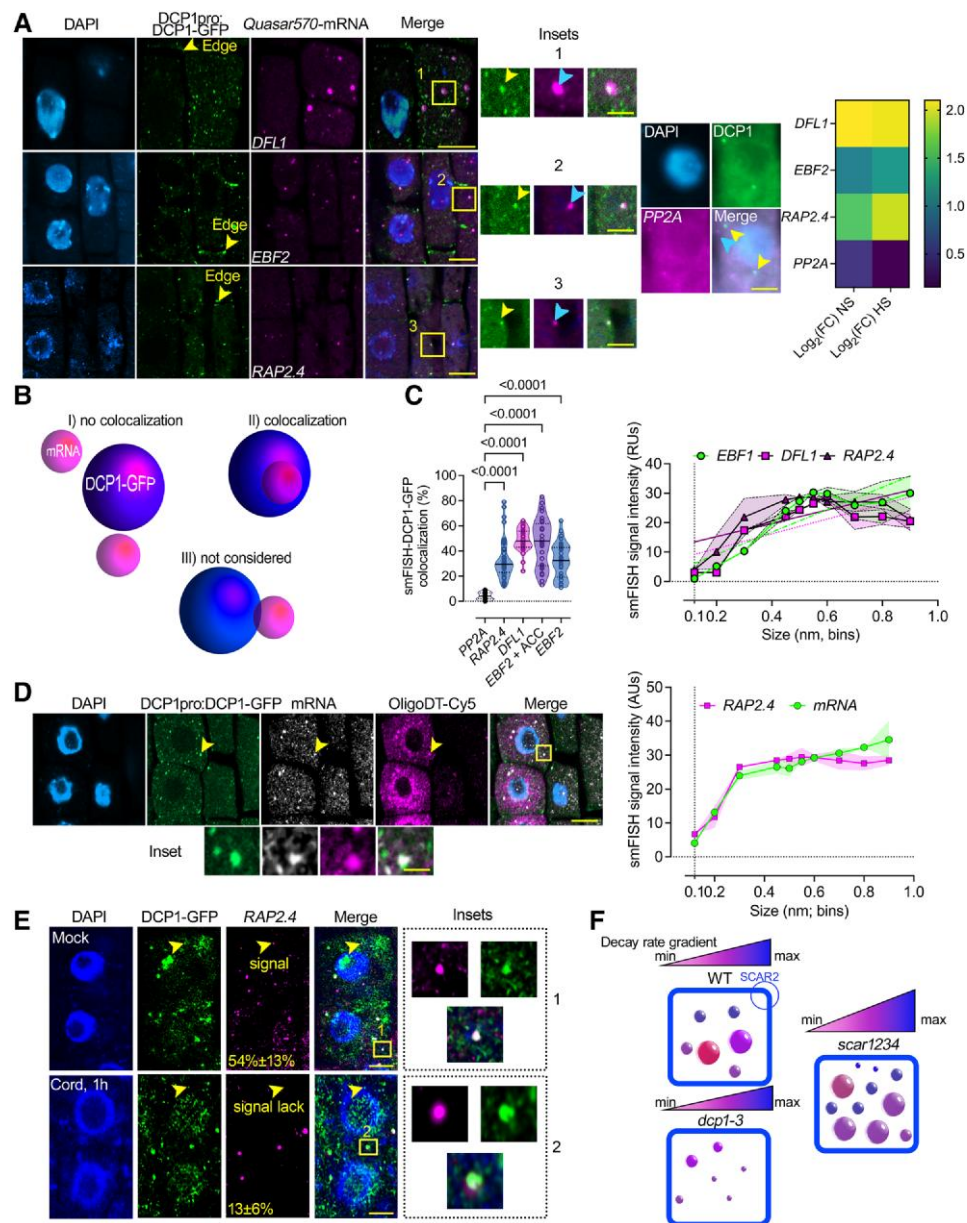 A
DAPI
DCP1pro:
DCP1-GFP
Quasar570-mRNA
Merge
Edge
1
DFL1
2
Edge
EBF2
Edge
3
RAP2.4
Insets
1
2
3
DAPI
DCP1
PP2A
Merge
DFL1
EBF2
RAP2.4
PP2A
Log2(FC) NS
Log2(FC) HS
2.0
1.5
1.0
0.5
B
I) no colocalization
mRNA
DCP1-GFP
II) colocalization
III) not considered
C
<0.0001
<0.0001
<0.0001
<0.0001
smFISH-DCP1-GFP
colocalization (%)
100
80
60
40
20
0
PP2A
RAP2.4
DFL1
EBF2 + ACC
EBF2
EBF1
DFL1
RAP2.4
smFISH signal intensity (RUs)
40
30
20
10
0
0.1
0.2
0.4
0.6
0.8
1.0
Size (nm, bins)
D
DAPI
DCP1pro:DCP1-GFP
mRNA
OligoDT-Cy5
Merge
Inset
RAP2.4
mRNA
smFISH signal intensity (AUs)
50
40
30
20
10
0
0.1
0.2
0.4
0.6
0.8
1.0
Size (nm; bins)
E
DAPI
DCP1-GFP
RAP2.4
Merge
Insets
Mock
signal
54%±13%
1
1
Cord, 1h
signal lack
13±6%
2
2
F
Decay rate gradient
min
max
WT
SCAR2
min
max
dcp1-3
min
max
scar1234